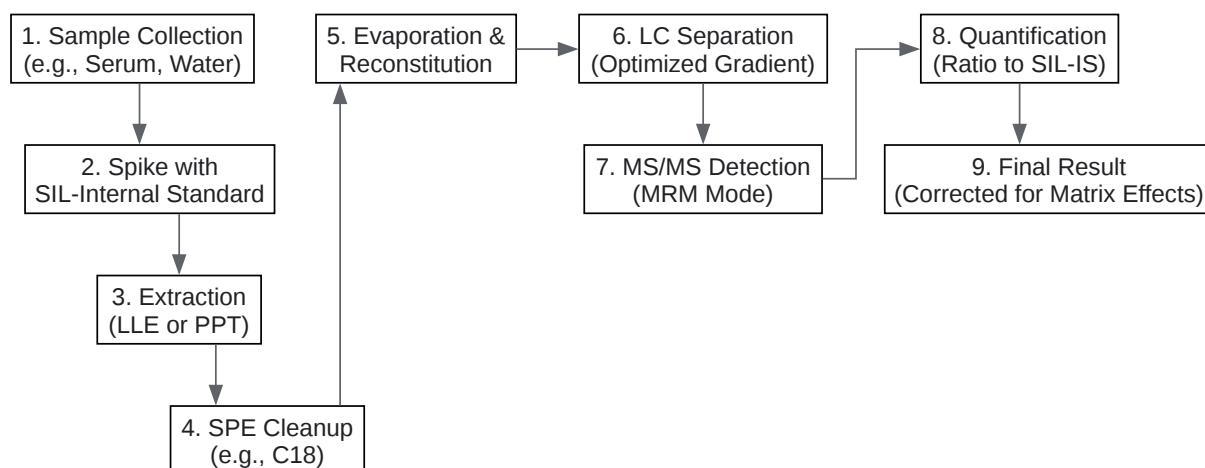 1. Sample Collection
(e.g., Serum, Water)
2. Spike with
SIL-Internal Standard
3. Extraction
(LLE or PPT)
4. SPE Cleanup
(e.g., C18)
5. Evaporation &
Reconstitution
6. LC Separation
(Optimized Gradient)
7. MS/MS Detection
(MRM Mode)
8. Quantification
(Ratio to SIL-IS)
9. Final Result
(Corrected for Matrix Effects)